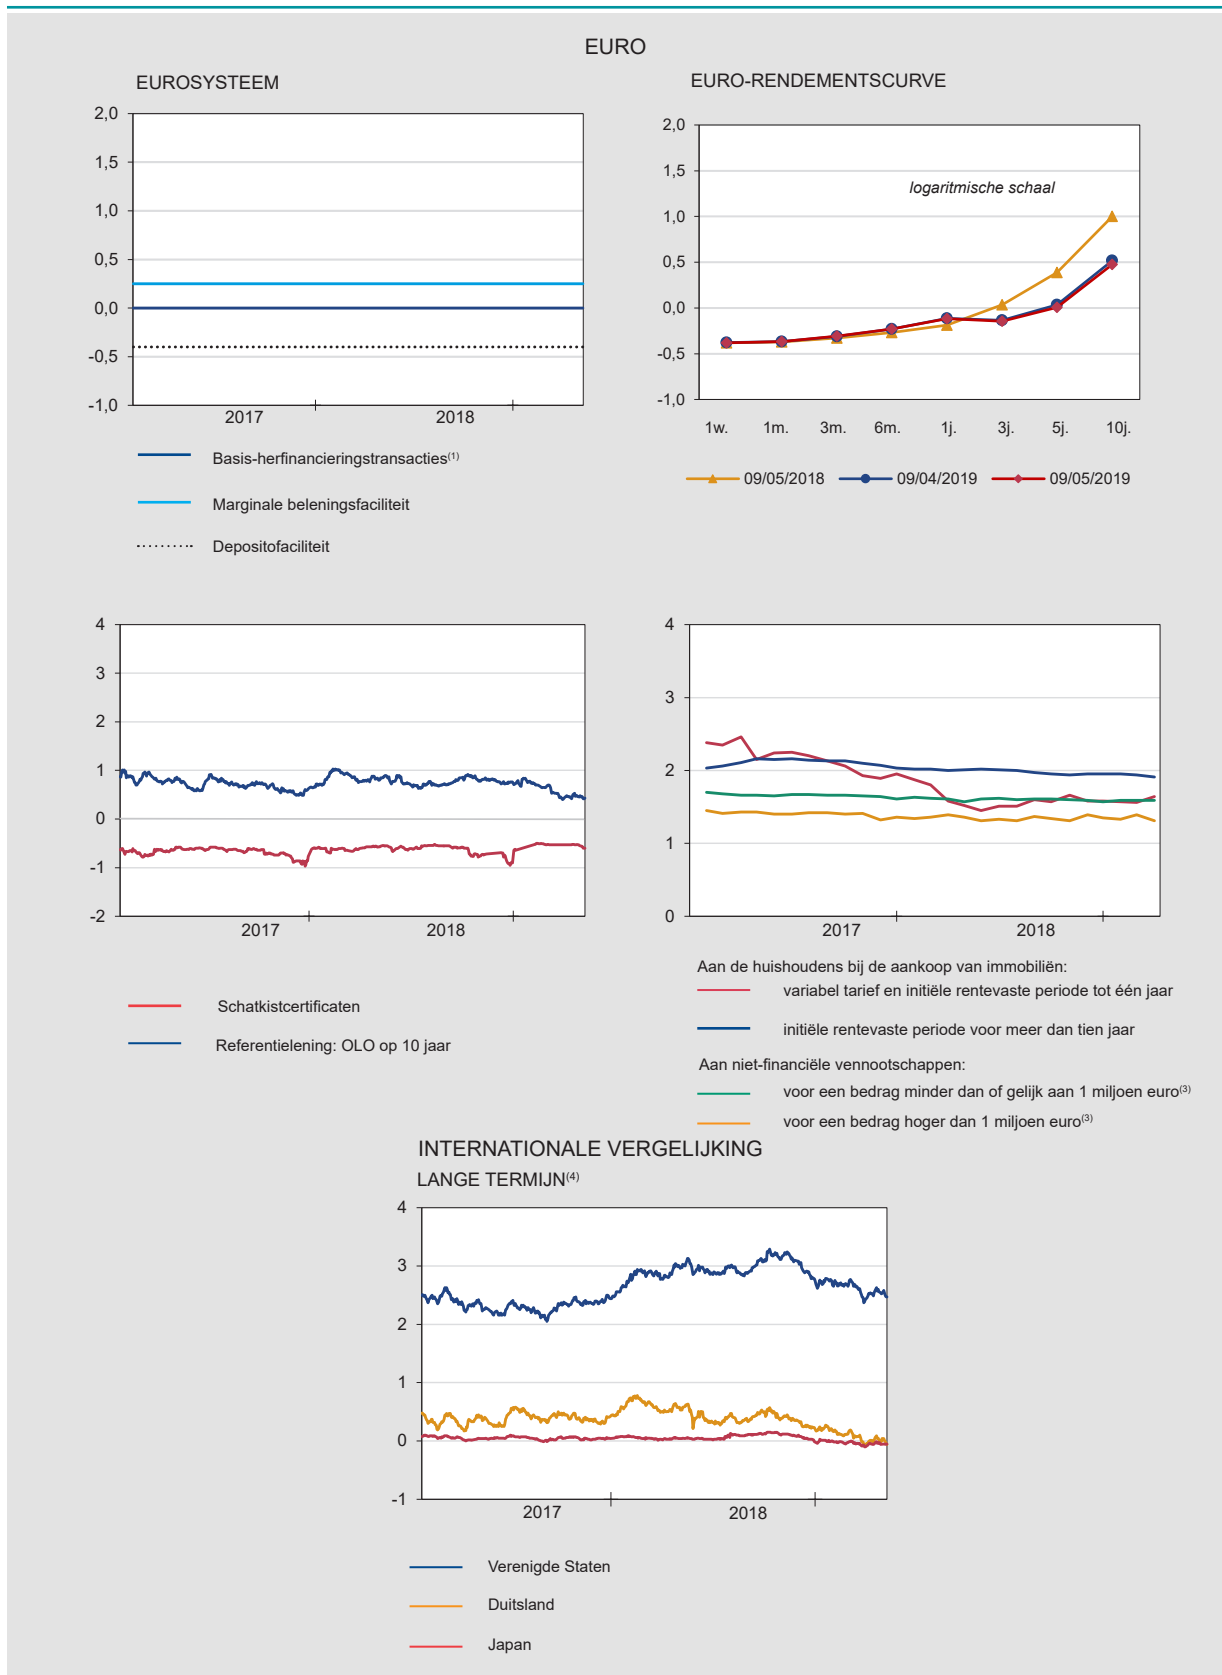 EURO
EUROSYSTEEM
2,0
1,5
1,0
0,5
0,0
-0,5
-1,0
2017 2018
Basis-herfinancieringstransacties(1)
Marginale beleningsfaciliteit
Depositofaciliteit
EURO-RENDEMENTSCURVE
2,0
1,5
1,0
0,5
0,0
-0,5
-1,0
logaritmische schaal
1w. 1m. 3m. 6m. 1j. 3j. 5j. 10j.
09/05/2018 09/04/2019 09/05/2019
4
3
2
1
0
-1
-2
2017 2018
Schatkistcertificaten
Referentielening: OLO op 10 jaar
4
3
2
1
0
2017 2018
Aan de huishoudens bij de aankoop van immobiliën:
variabel tarief en initiële rentevaste periode tot één jaar
initiële rentevaste periode voor meer dan tien jaar
Aan niet-financiële vennootschappen:
voor een bedrag minder dan of gelijk aan 1 miljoen euro(3)
voor een bedrag hoger dan 1 miljoen euro(3)
INTERNATIONALE VERGELIJKING
LANGE TERMIJN(4)
4
3
2
1
0
-1
2017 2018
Verenigde Staten
Duitsland
Japan